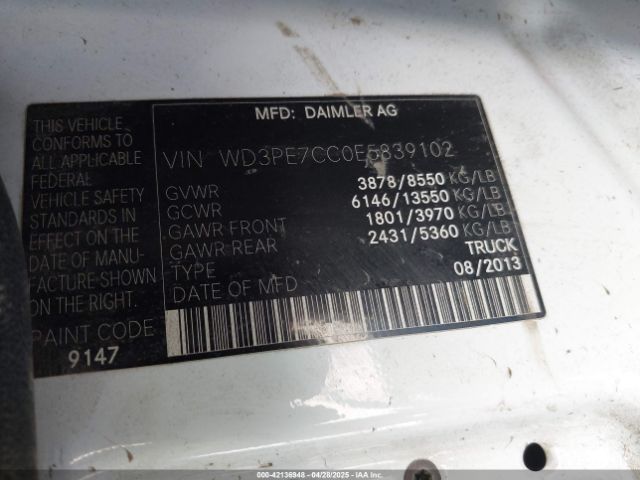 MFD: DAIMLER AG
THIS VEHICLE
CONFORMS TO
ALL APPLICABLE
FEDERAL
VEHICLE SAFETY
STANDARDS IN
EFFECT ON THE
DATE OF MANU-
FACTURE-SHOWN
ON THE RIGHT.
PAINT CODE
9147
VIN WD3PE7CC0E5839102
GVWR 3878/8550 KG/LB
GCWR 6146/13550 KG/LB
GAWR FRONT 1801/3970 KG/LB
GAWR REAR 2431/5360 KG/LB
TYPE TRUCK
DATE OF MFD 08/2013
000-42136948 - 04/28/2025 - IAAI.COM